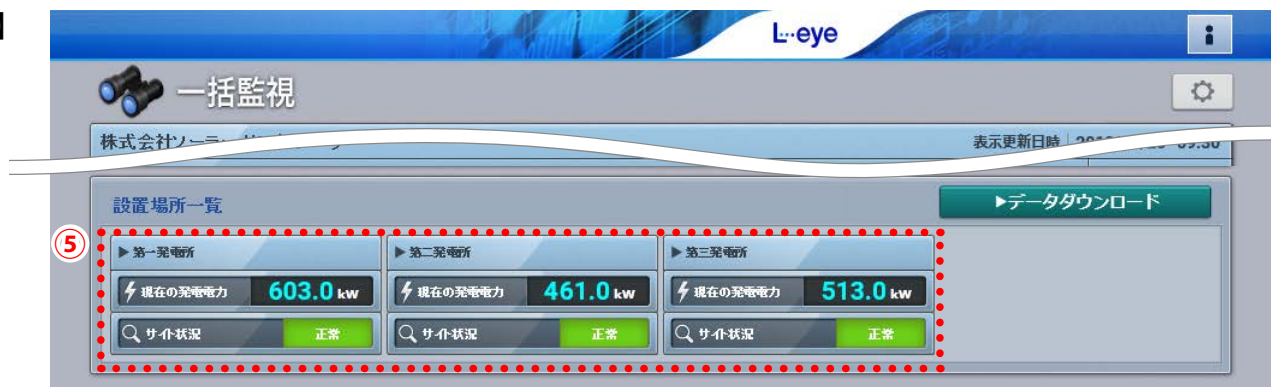 L・・eye
一括監視
株式会社ソーラー
表示更新日時 09:30
設置場所一覧
▶データダウンロード
⑤
▶ 第一発電所
▶ 第二発電所
▶ 第三発電所
現在の発電電力 603.0 kw
現在の発電電力 461.0 kw
現在の発電電力 513.0 kw
サイト状況 正常
サイト状況 正常
サイト状況 正常